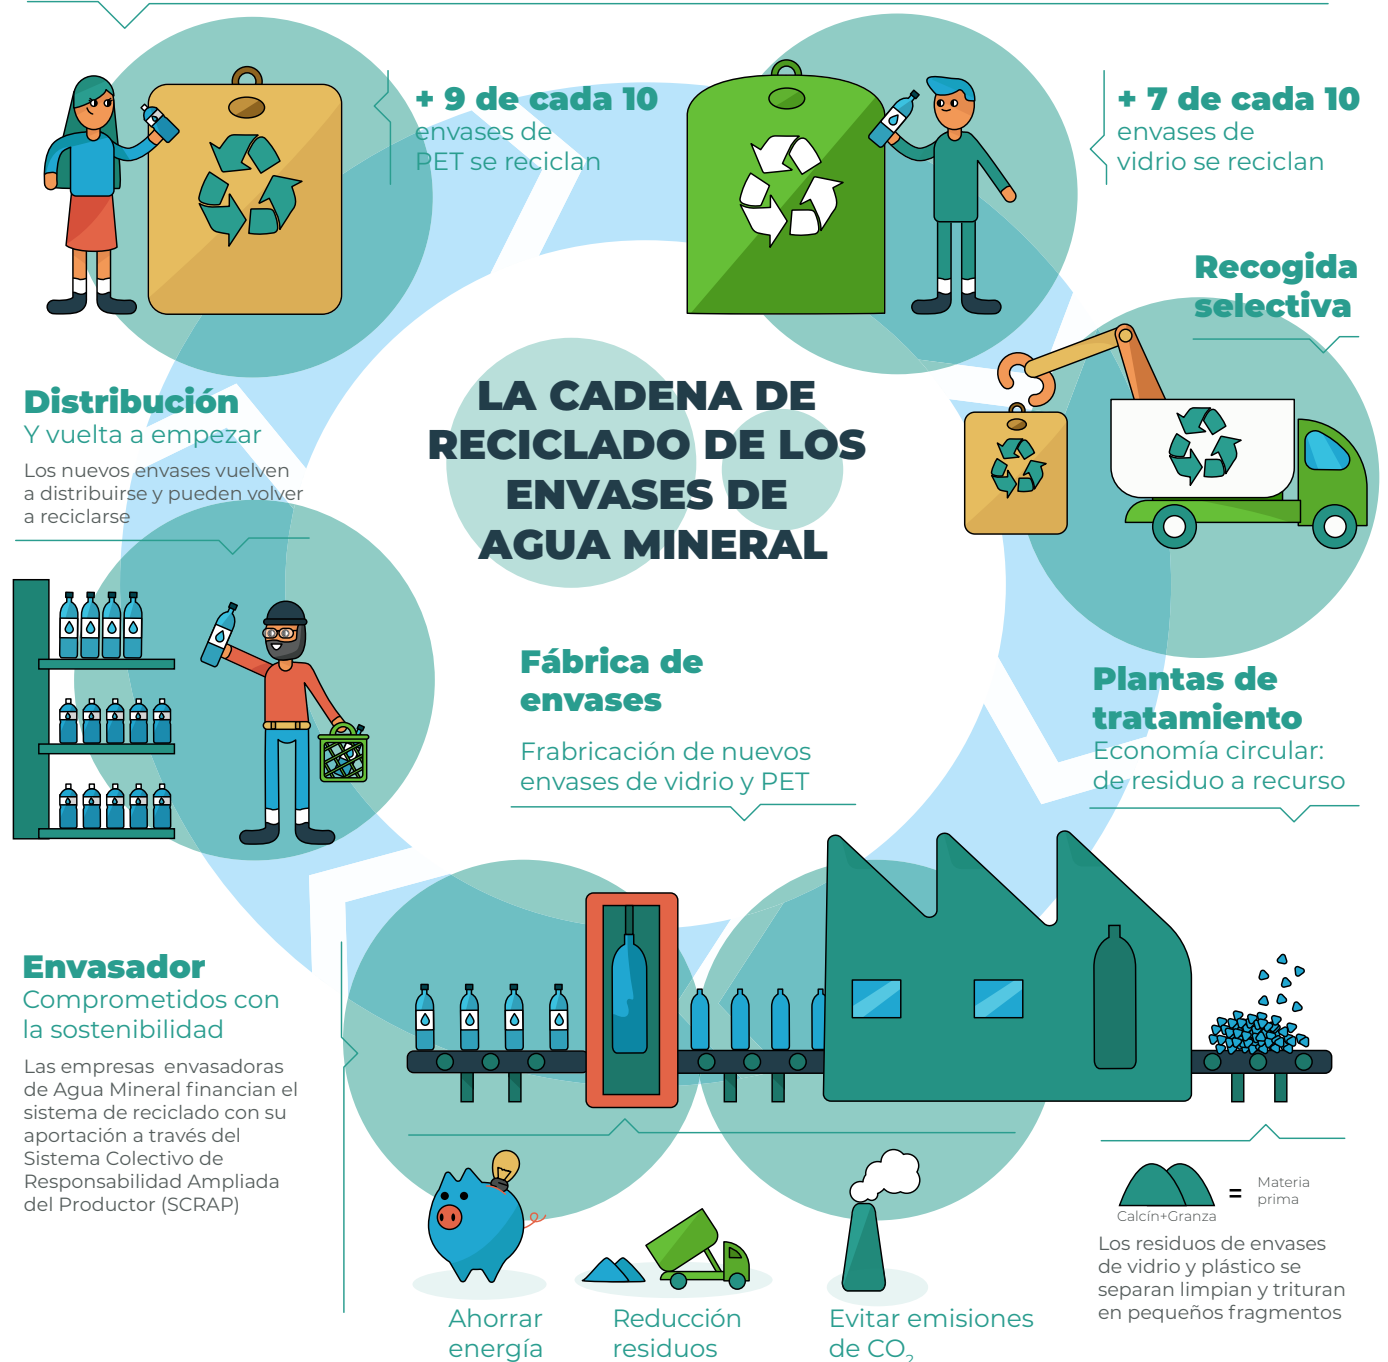 + 9 de cada 10
envases de
PET se reciclan
+ 7 de cada 10
envases de
vidrio se reciclan
Recogida
selectiva
LA CADENA DE
RECICLADO DE LOS
ENVASES DE
AGUA MINERAL
Distribución
Y vuelta a empezar
Los nuevos envases vuelven
a distribuirse y pueden volver
a reciclarse
Fábrica de
envases
Frabricación de nuevos
envases de vidrio y PET
Plantas de
tratamiento
Economía circular:
de residuo a recurso
Envasador
Comprometidos con
la sostenibilidad
Las empresas envasadoras
de Agua Mineral financian el
sistema de reciclado con su
aportación a través del
Sistema Colectivo de
Responsabilidad Ampliada
del Productor (SCRAP)
Calcín+Granza
=
Materia
prima
Los residuos de envases
de vidrio y plástico se
separan limpian y trituran
en pequeños fragmentos
Ahorrar
energía
Reducción
residuos
Evitar emisiones
de CO₂